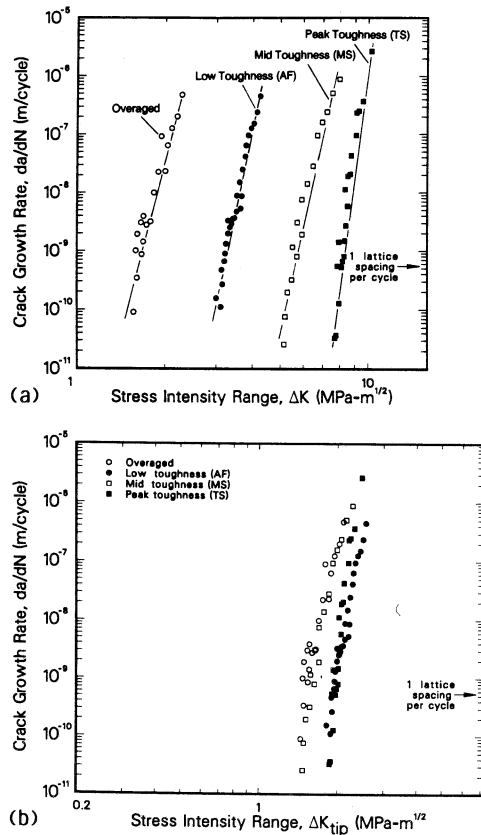 10⁻⁵
10⁻⁶
10⁻⁷
10⁻⁸
10⁻⁹
10⁻¹⁰
10⁻¹¹
Crack Growth Rate, da/dN (m/cycle)
Peak Toughness (TS)
Mid Toughness (MS)
Low Toughness (AF)
Overaged
1 lattice
spacing
per cycle
1
10
(a)
Stress Intensity Range, ΔK (MPa-m^1/2)
10⁻⁵
10⁻⁶
10⁻⁷
10⁻⁸
10⁻⁹
10⁻¹⁰
10⁻¹¹
Crack Growth Rate, da/dN (m/cycle)
Overaged
Low toughness (AF)
Mid toughness (MS)
Peak toughness (TS)
1 lattice
spacing
per cycle
0.2
1
(b)
Stress Intensity Range, ΔK_tip (MPa-m^1/2